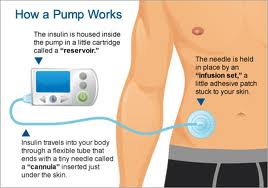 How a Pump Works
The insulin is housed inside
the pump in a little cartridge
called a “reservoir.”
The needle is held
in place by an
“infusion set,” a
little adhesive patch
stuck to your skin.
Insulin travels into your body
through a flexible tube that
ends with a tiny needle called
a “cannula” inserted just
under the skin.